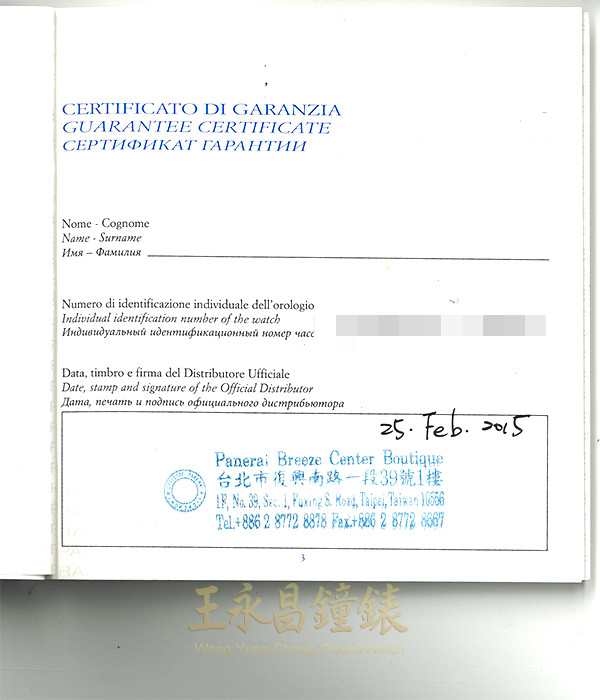 CERTIFICATO DI GARANZIA
GUARANTEE CERTIFICATE
СЕРТИФИКАТ ГАРАНТИИ
Nome - Cognome
Name - Surname
Имя – Фамилия
Numero di identificazione individuale dell'orologio
Individual identification number of the watch
Индивидуальный идентификационный номер часо
Data, timbro e firma del Distributore Ufficiale
Date, stamp and signature of the Official Distributor
Дата, печать и подпись официального дистрибьютора
25. Feb. 2015
Panerai Breeze Center Boutique
台北市復興南路一段39號1樓
1F, No. 39, Sec. 1, Fuxing S. Road, Taipei, Taiwan 10556
Tel.+886 2 8772 8878 Fax.+886 2 8772 8667
3
王永昌鐘錶